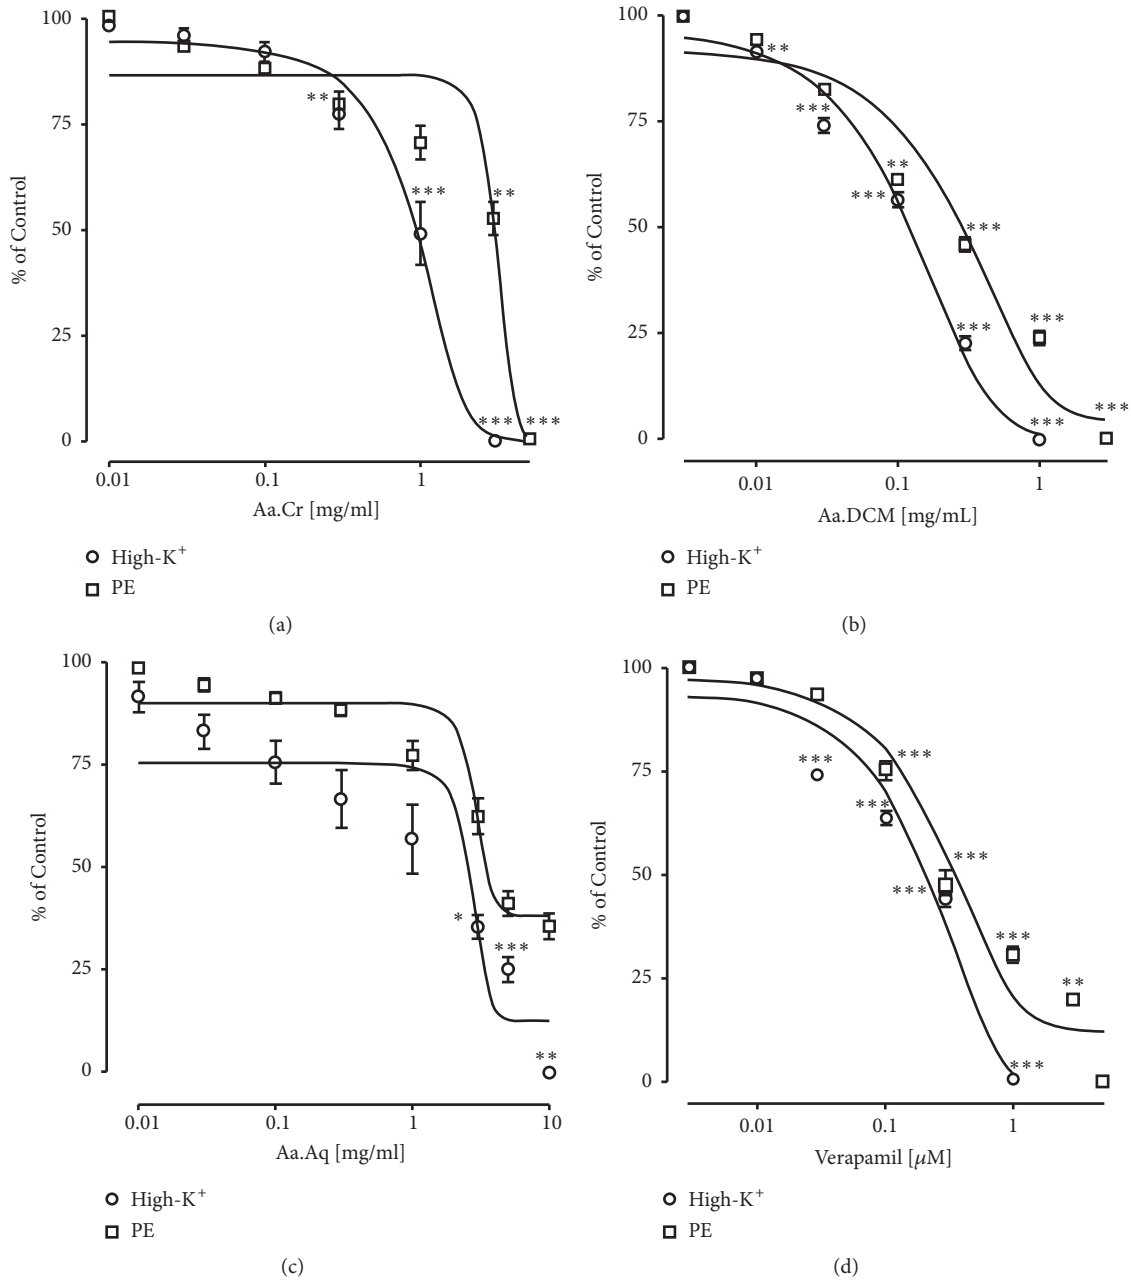 % of Control
100
75
50
25
0
**
***
**
***
***
0.01 0.1 1
Aa.Cr [mg/ml]
High-K+
PE
(a)
% of Control
100
75
50
25
0
**
***
**
***
***
***
***
***
***
0.01 0.1 1
Aa.DCM [mg/mL]
High-K+
PE
(b)
% of Control
100
75
50
25
0
*
***
**
0.01 0.1 1 10
Aa.Aq [mg/ml]
High-K+
PE
(c)
% of Control
100
75
50
25
0
***
***
***
***
***
***
**
***
0.01 0.1 1
Verapamil [μM]
High-K+
PE
(d)